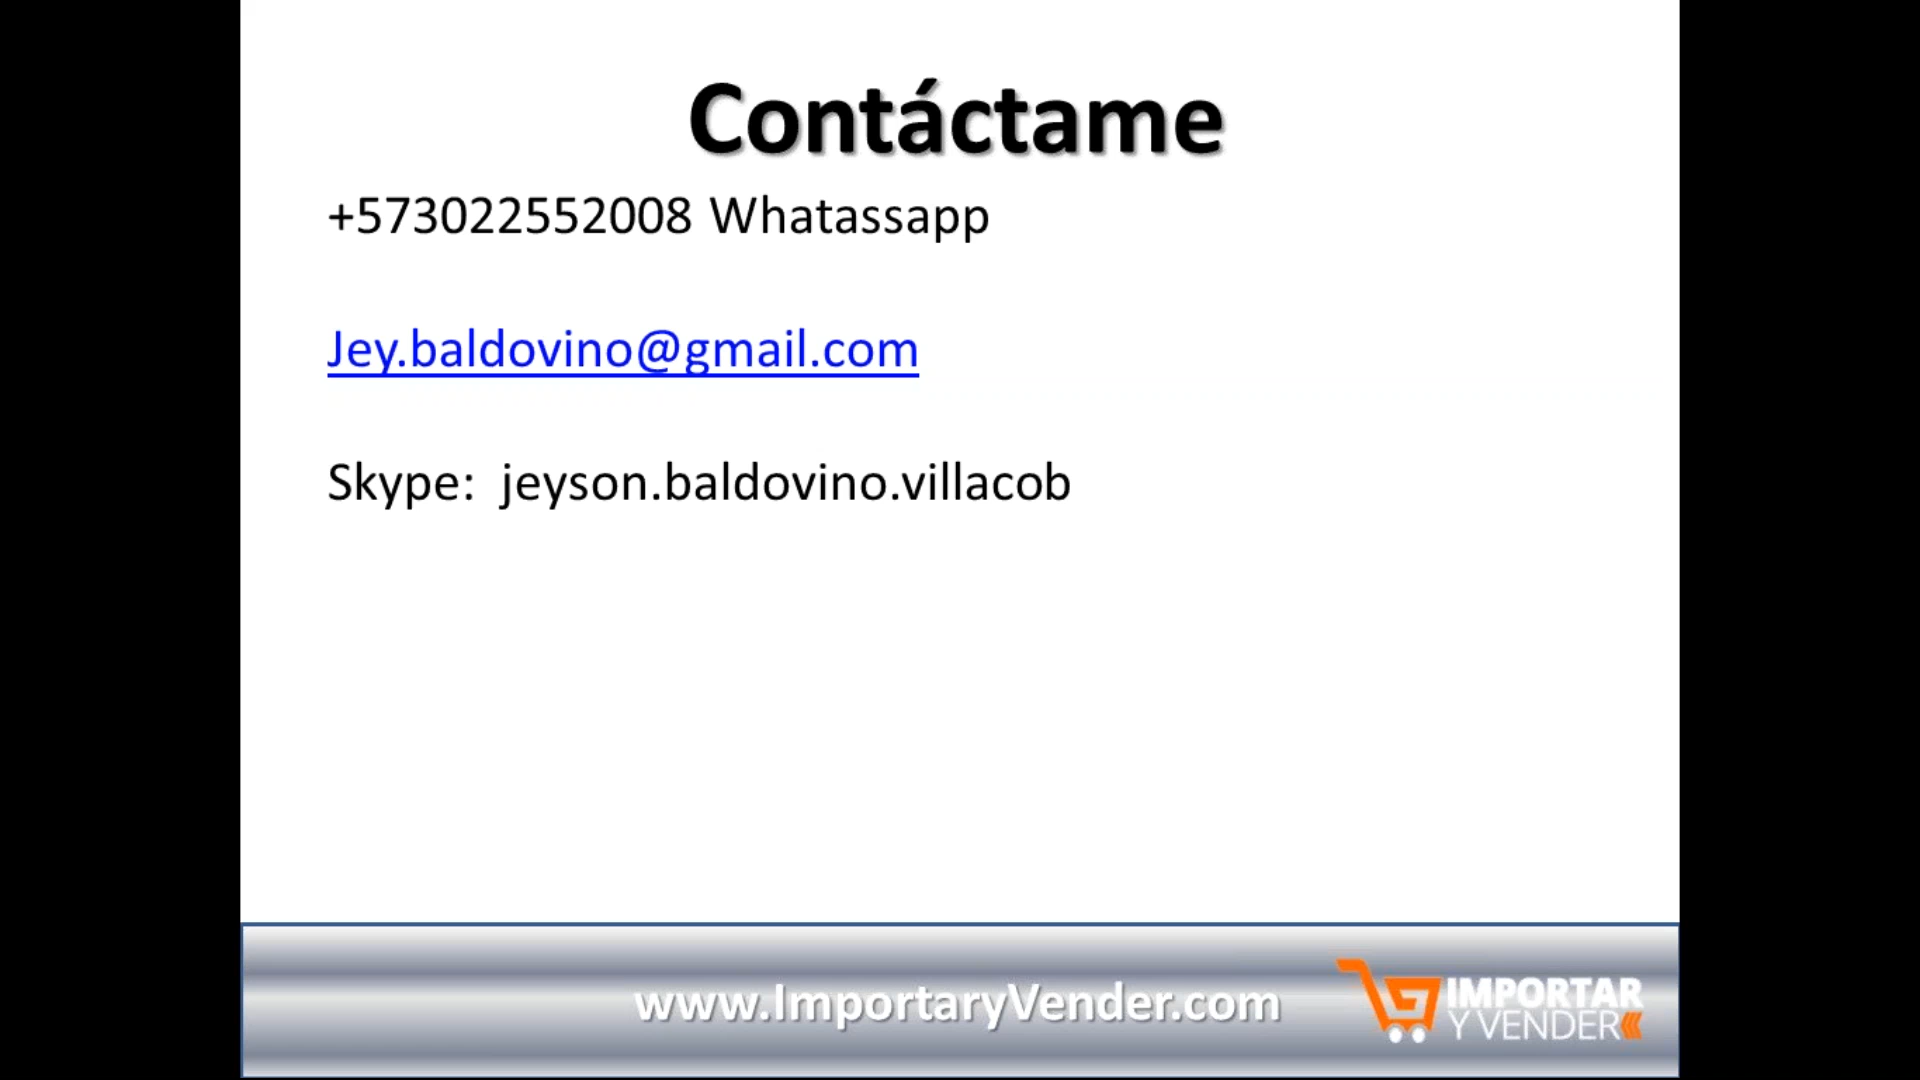 Contáctame
+573022552008 Whatassapp
Jey.baldovino@gmail.com
Skype:  jeyson.baldovino.villacob
www.ImportaryVender.com
IMPORTAR
Y VENDER